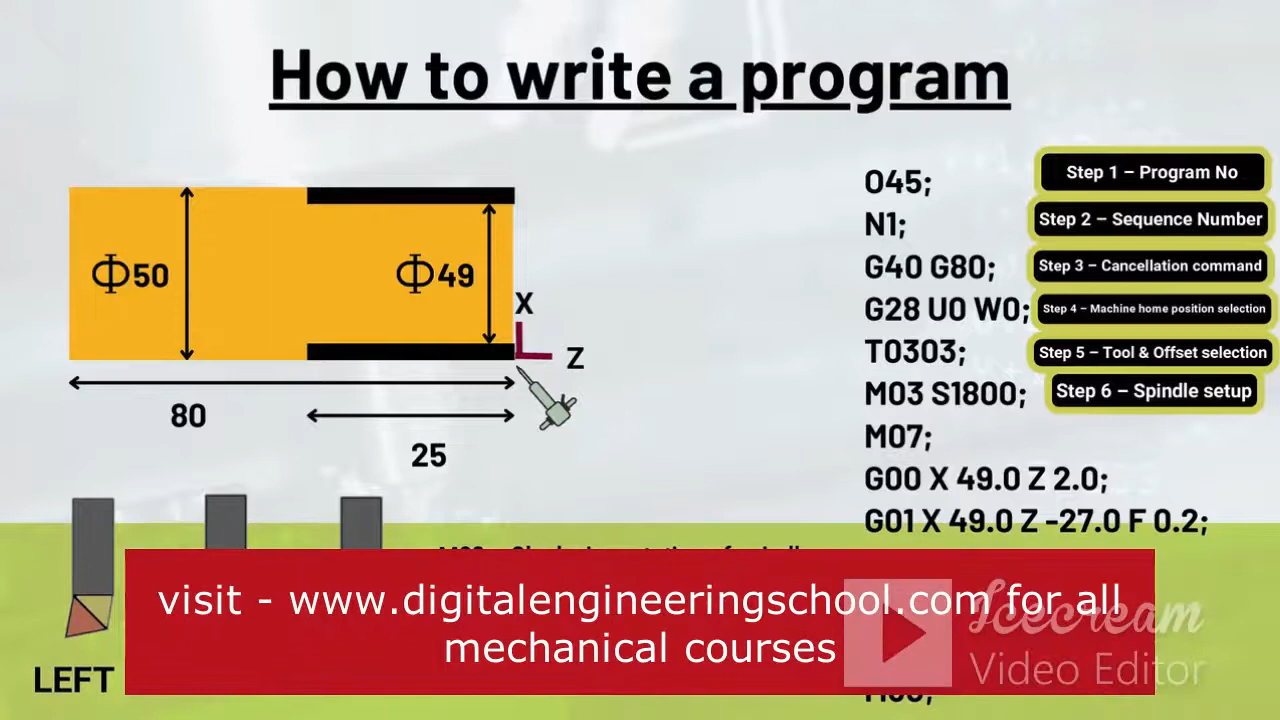 How to write a program
O45;
Step 1 – Program No
N1;
Step 2 – Sequence Number
G40 G80;
Step 3 – Cancellation command
G28 U0 W0;
Step 4 – Machine home position selection
T0303;
Step 5 – Tool & Offset selection
M03 S1800;
Step 6 – Spindle setup
M07;
G00 X 49.0 Z 2.0;
G01 X 49.0 Z -27.0 F 0.2;
Φ50
Φ49
X
Z
80
25
visit - www.digitalengineeringschool.com for all
mechanical courses
Icecream
Video Editor
LEFT